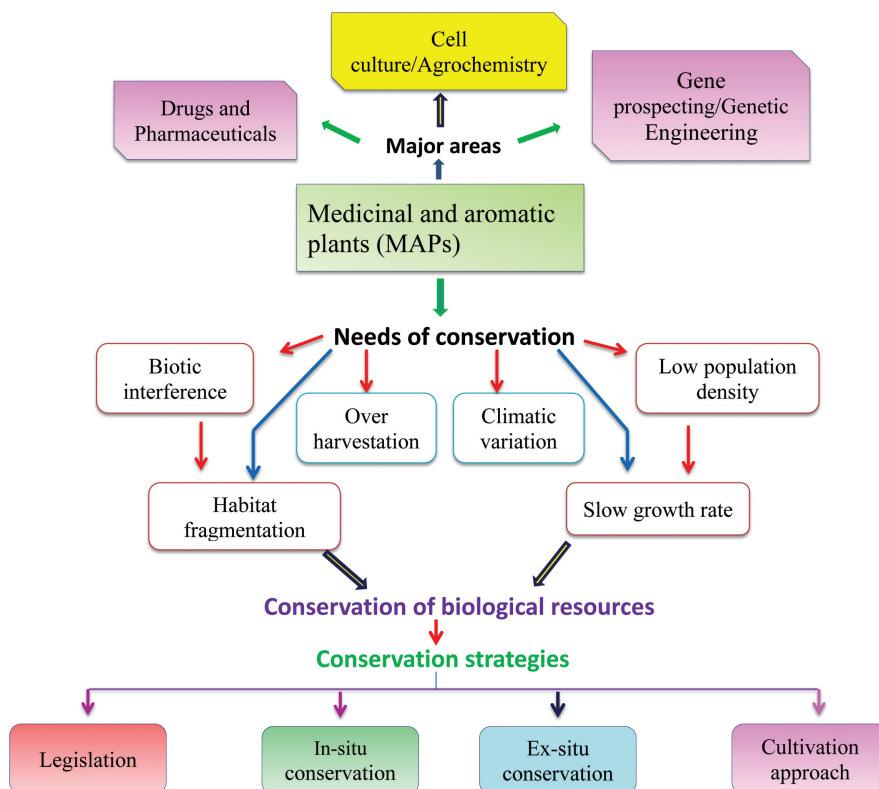 Cell
culture/Agrochemistry
Drugs and
Pharmaceuticals
Gene
prospecting/Genetic
Engineering
Major areas
Medicinal and aromatic
plants (MAPs)
Needs of conservation
Biotic
interference
Low population
density
Over
harvestation
Climatic
variation
Habitat
fragmentation
Slow growth rate
Conservation of biological resources
Conservation strategies
Legislation
In-situ
conservation
Ex-situ
conservation
Cultivation
approach